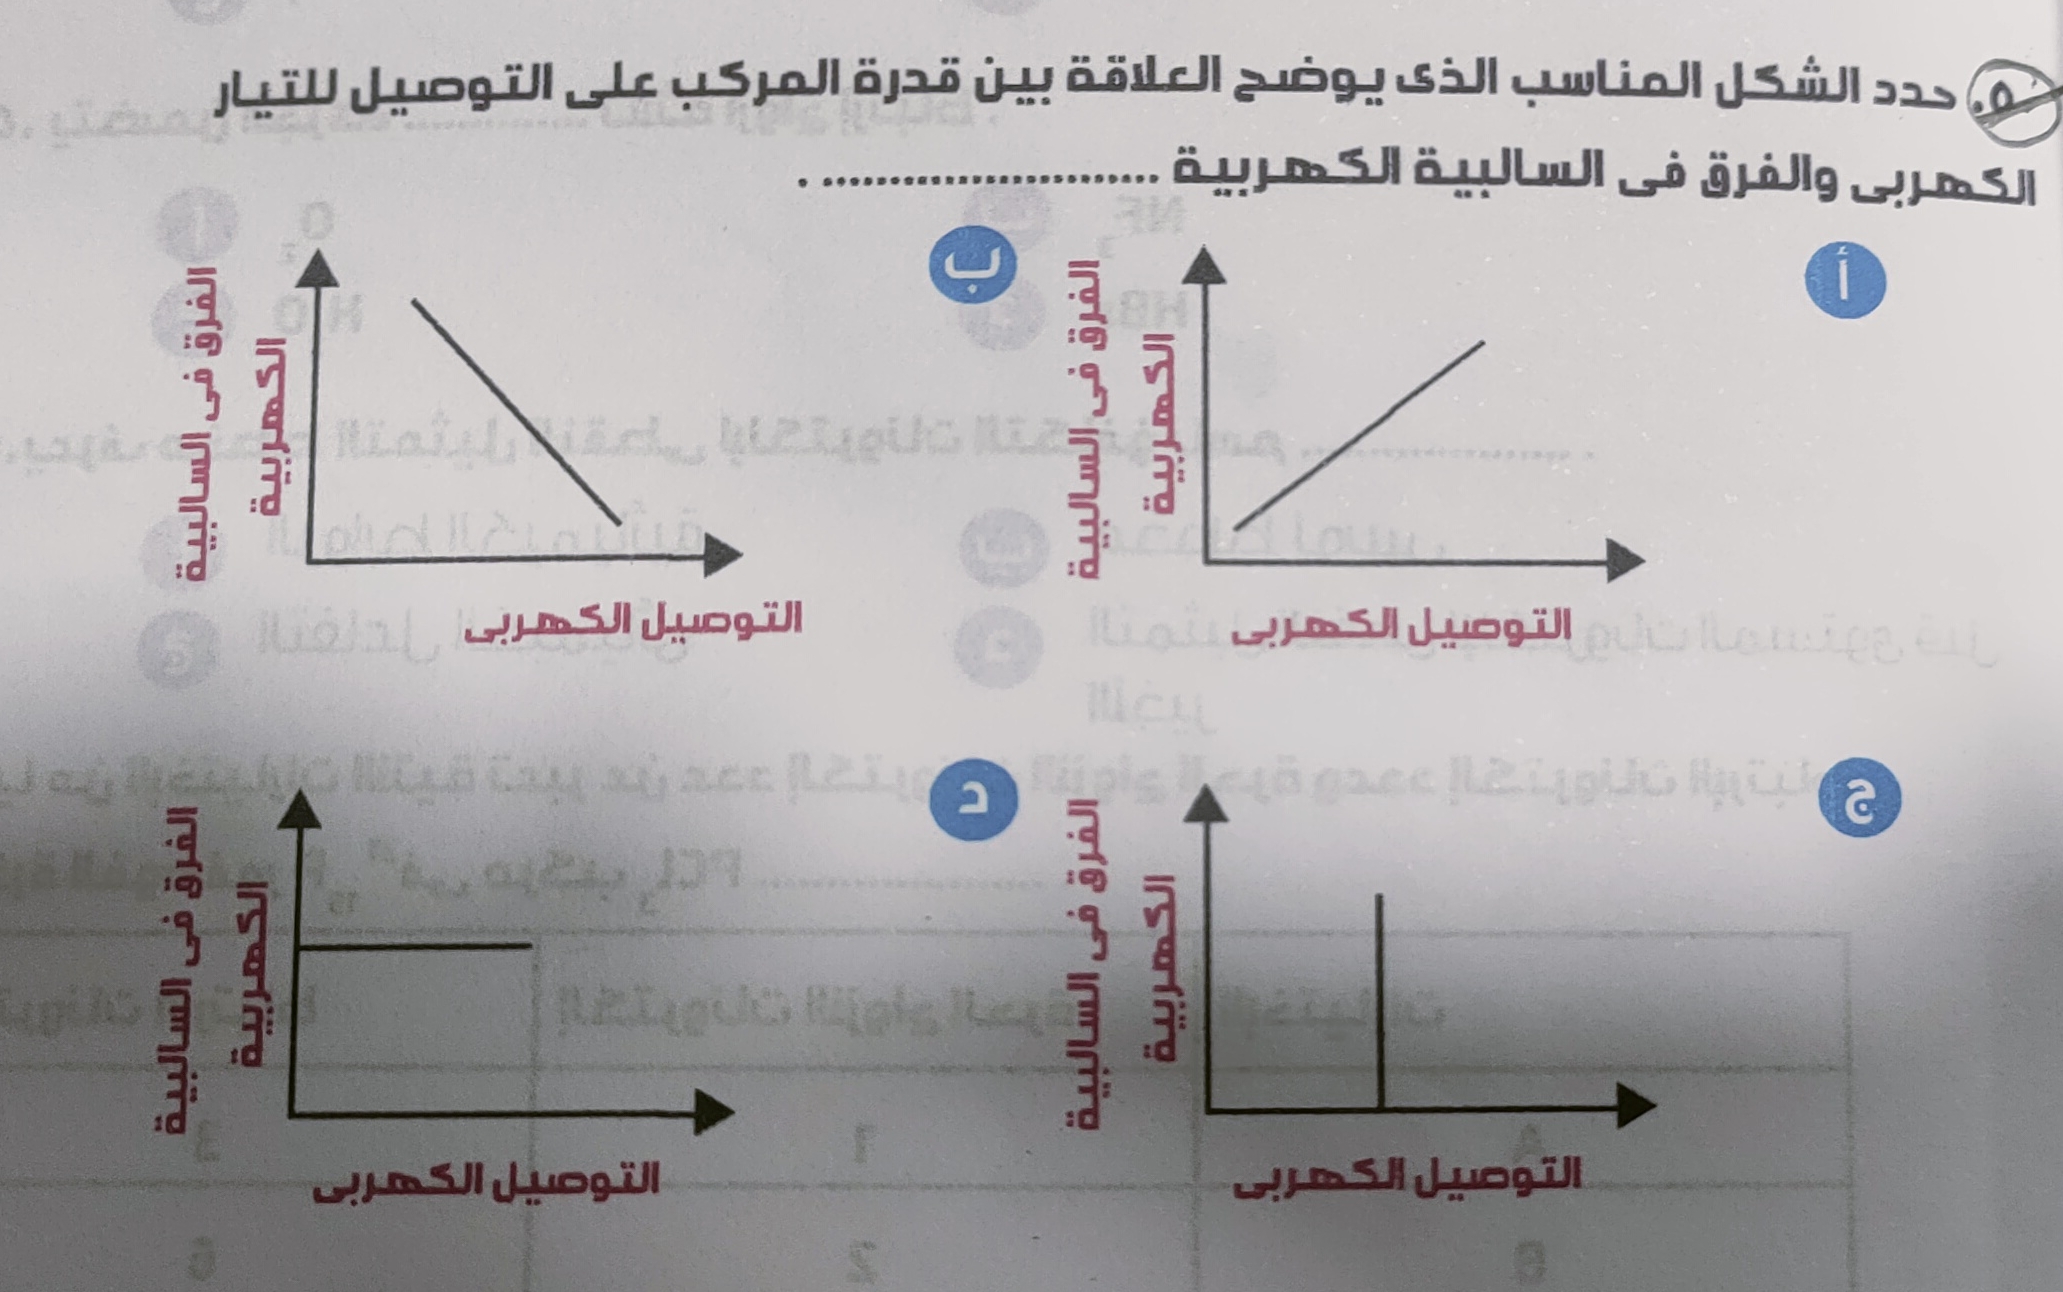 ٥. حدد الشكل المناسب الذى يوضح العلاقة بين قدرة المركب على التوصيل للتيار
الكهربى والفرق فى السالبية الكهربية .......................... .
أ
الفرق فى السالبية
الكهربية
التوصيل الكهربى
ب
الفرق فى السالبية
الكهربية
التوصيل الكهربى
ج
الفرق فى السالبية
الكهربية
التوصيل الكهربى
د
الفرق فى السالبية
الكهربية
التوصيل الكهربى